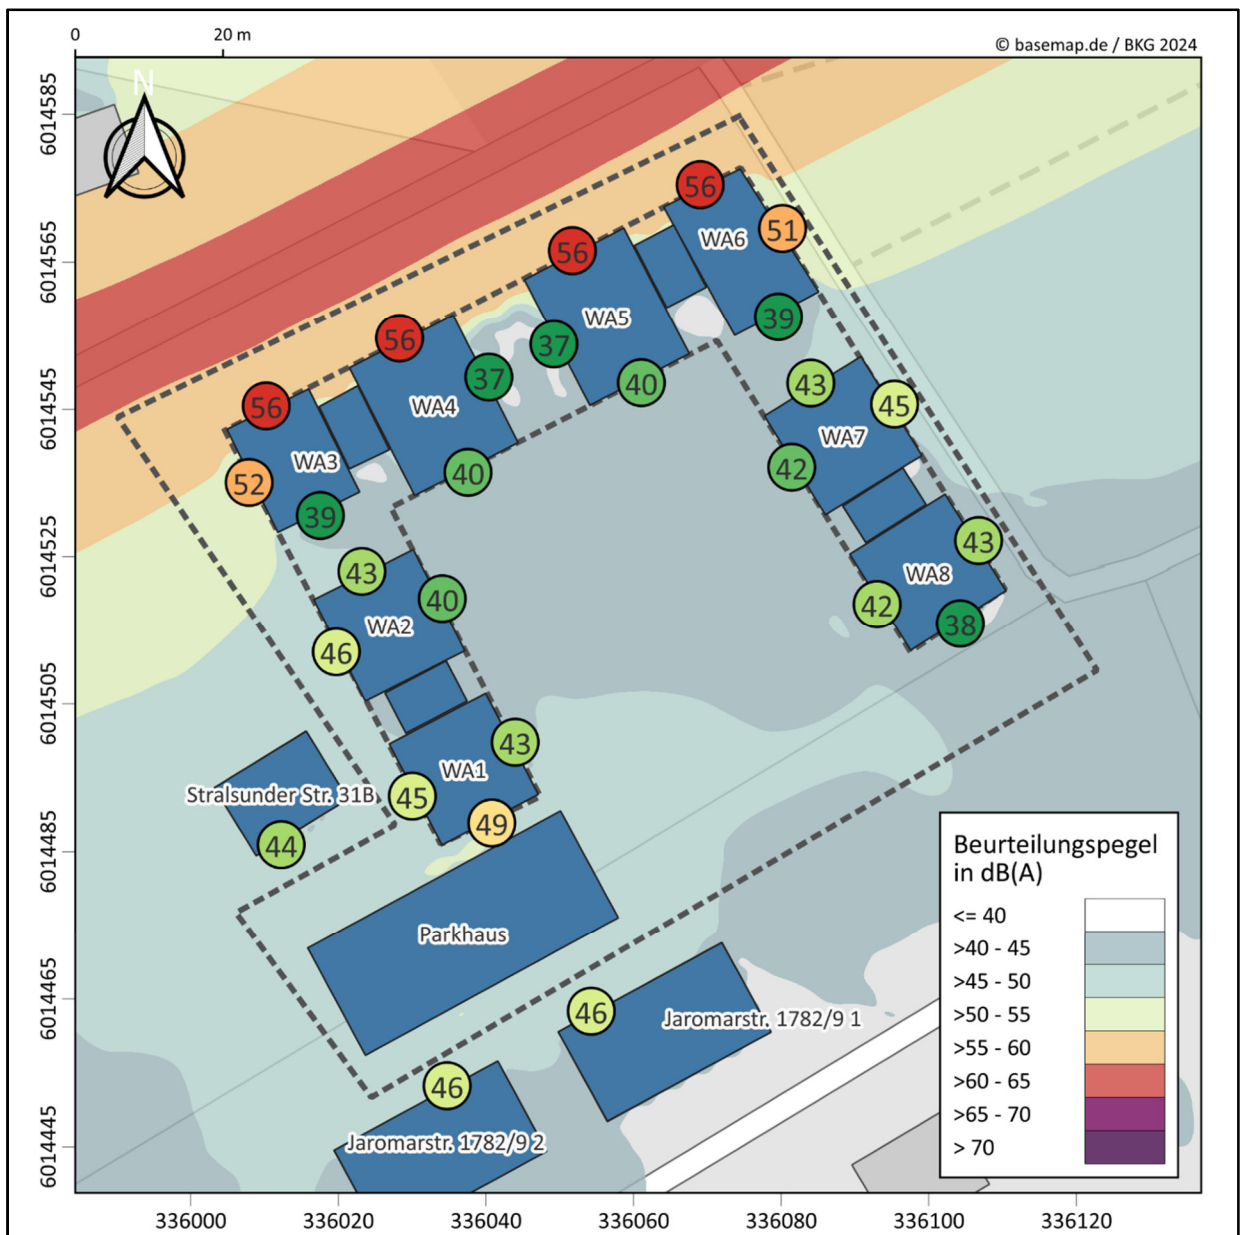 0
20 m
© basemap.de / BKG 2024
N
6014585
6014565
6014545
6014525
6014505
6014485
6014465
6014445
56
WA6
51
56
WA5
39
56
37
37
40
WA4
43
45
56
WA3
WA7
52
40
42
39
43
43
40
WA8
WA2
42
38
46
43
WA1
Stralsunder Str. 31B
45
49
44
Parkhaus
46
Jaromarstr. 1782/9 1
46
Jaromarstr. 1782/9 2
Beurteilungspegel
in dB(A)
<= 40
>40 - 45
>45 - 50
>50 - 55
>55 - 60
>60 - 65
>65 - 70
> 70
336000
336020
336040
336060
336080
336100
336120